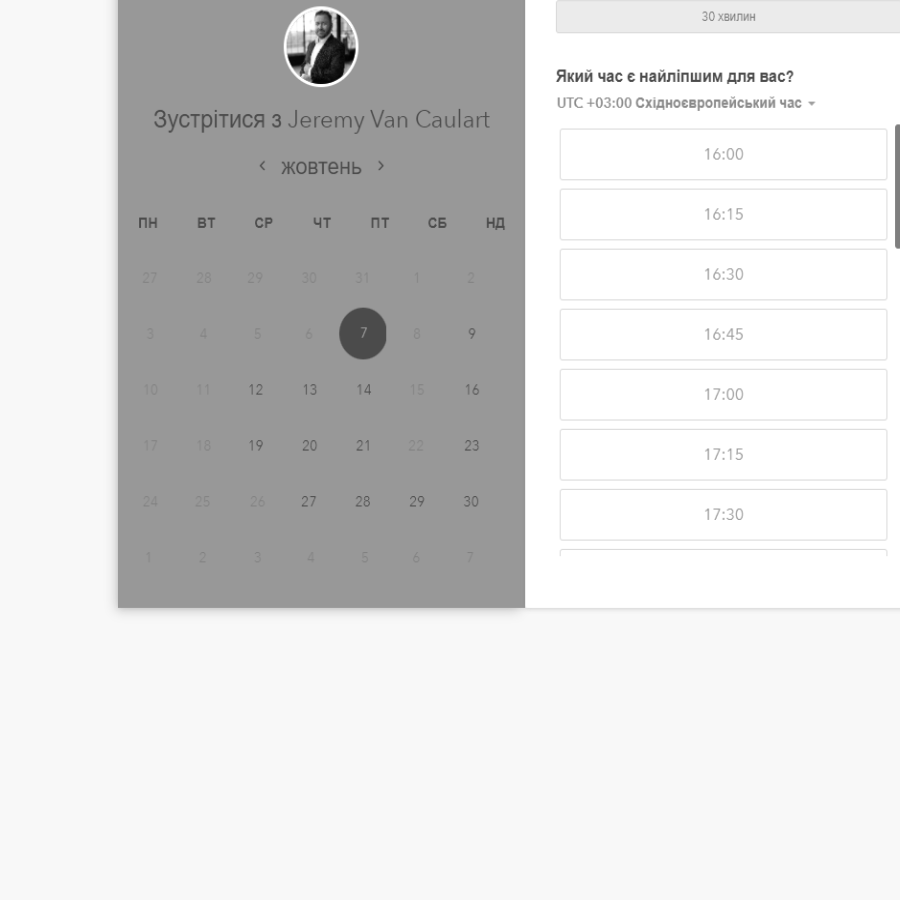 Зустрітися з Jeremy Van Caulart
‹ жовтень ›
ПН ВТ СР ЧТ ПТ СБ НД
27 28 29 30 31 1 2
3 4 5 6 7 8 9
10 11 12 13 14 15 16
17 18 19 20 21 22 23
24 25 26 27 28 29 30
1 2 3 4 5 6 7
30 хвилин
Який час є найліпшим для вас?
UTC +03:00 Східноєвропейський час
16:00
16:15
16:30
16:45
17:00
17:15
17:30